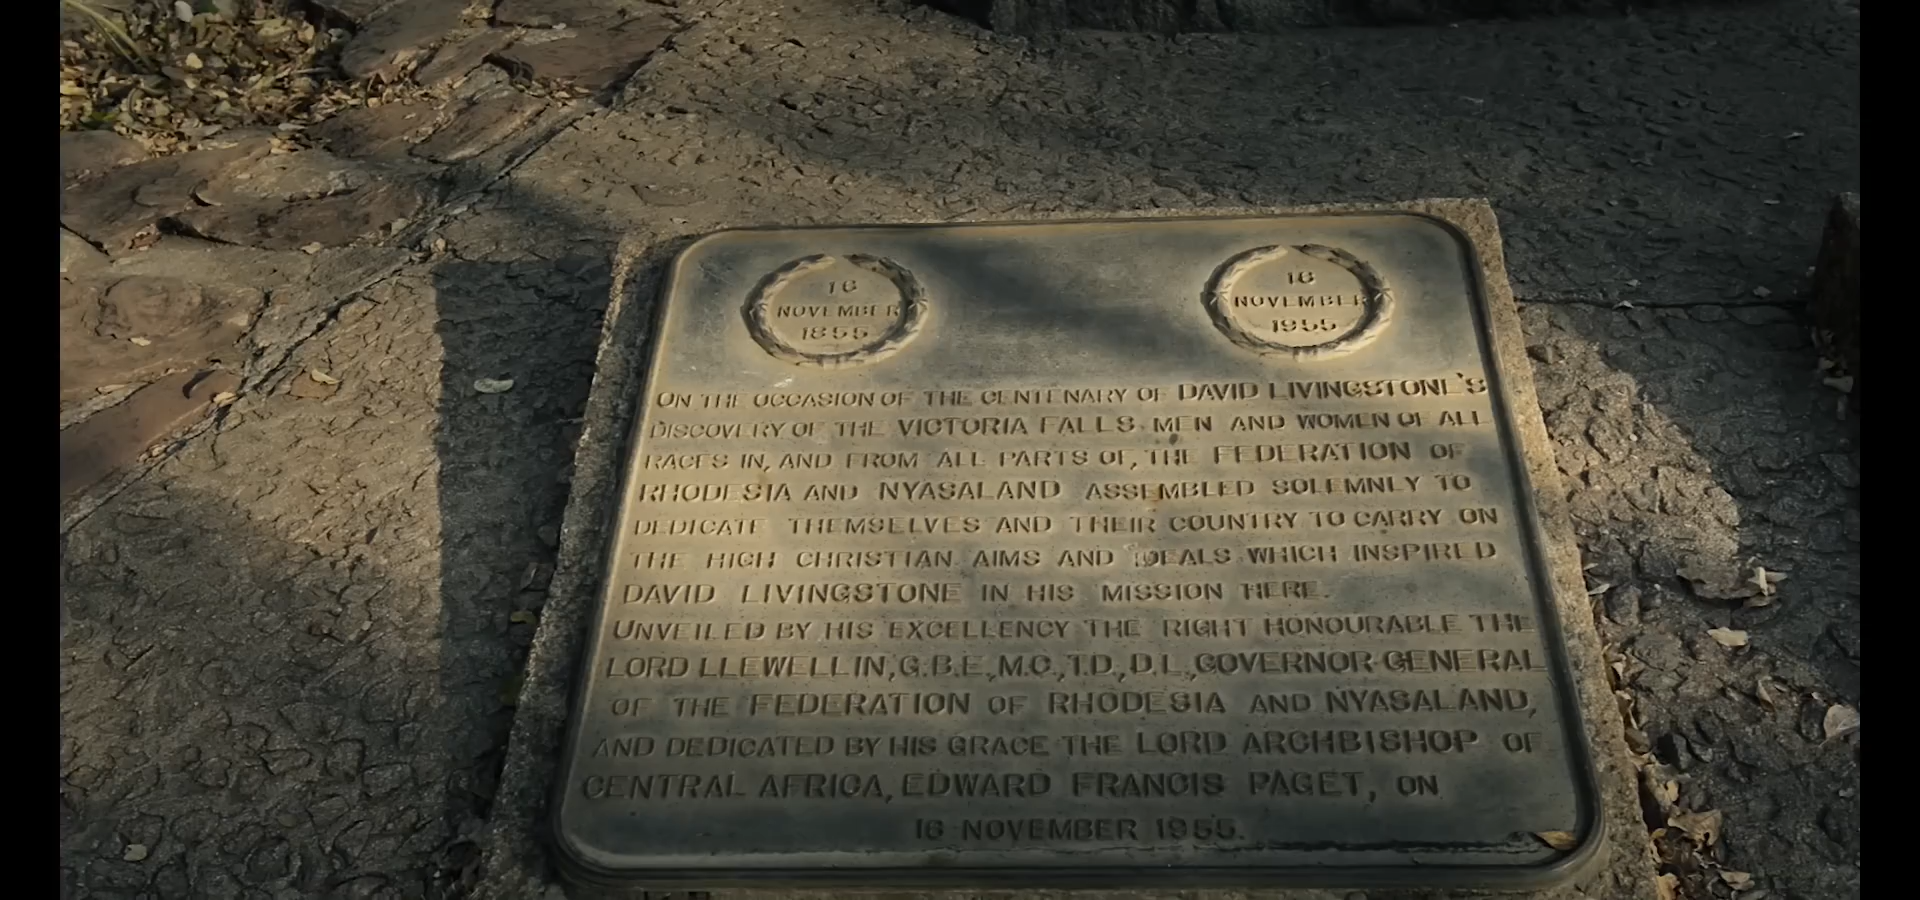 16
NOVEMBER
1855
16
NOVEMBER
1955
ON THE OCCASION OF THE CENTENARY OF DAVID LIVINGSTONE'S
DISCOVERY OF THE VICTORIA FALLS, MEN AND WOMEN OF ALL
RACES IN, AND FROM ALL PARTS OF, THE FEDERATION OF
RHODESIA AND NYASALAND ASSEMBLED SOLEMNLY TO
DEDICATE THEMSELVES AND THEIR COUNTRY TO CARRY ON
THE HIGH CHRISTIAN AIMS AND IDEALS WHICH INSPIRED
DAVID LIVINGSTONE IN HIS MISSION HERE.
UNVEILED BY HIS EXCELLENCY THE RIGHT HONOURABLE THE
LORD LLEWELLIN, G.B.E., M.C., T.D., D.L., GOVERNOR-GENERAL
OF THE FEDERATION OF RHODESIA AND NYASALAND,
AND DEDICATED BY HIS GRACE THE LORD ARCHBISHOP OF
CENTRAL AFRICA, EDWARD FRANCIS PAGET, ON
16 NOVEMBER 1955.